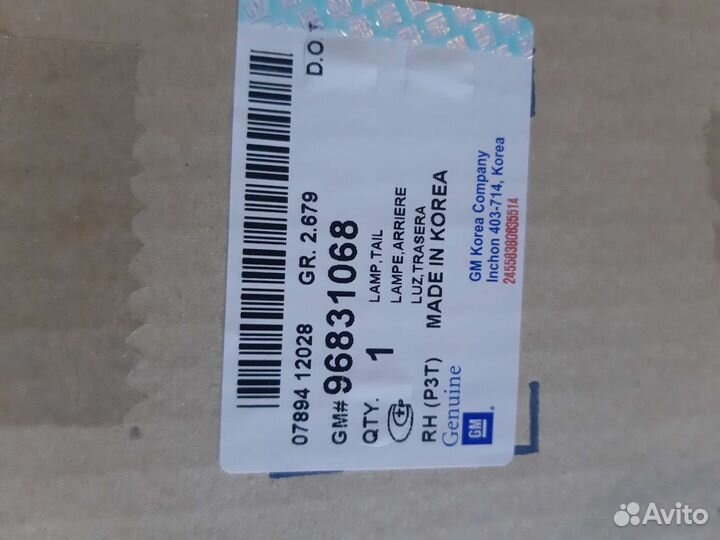 D.O.T
07894 12028 GR. 2.679
GM# 96831068
QTY. 1 LAMP,TAIL
LAMPE,ARRIERE
LUZ,TRASERA
RH (P3T) MADE IN KOREA
Genuine
GM
GM Korea Company
Inchon 403-714, Korea
24558380635514
Avito